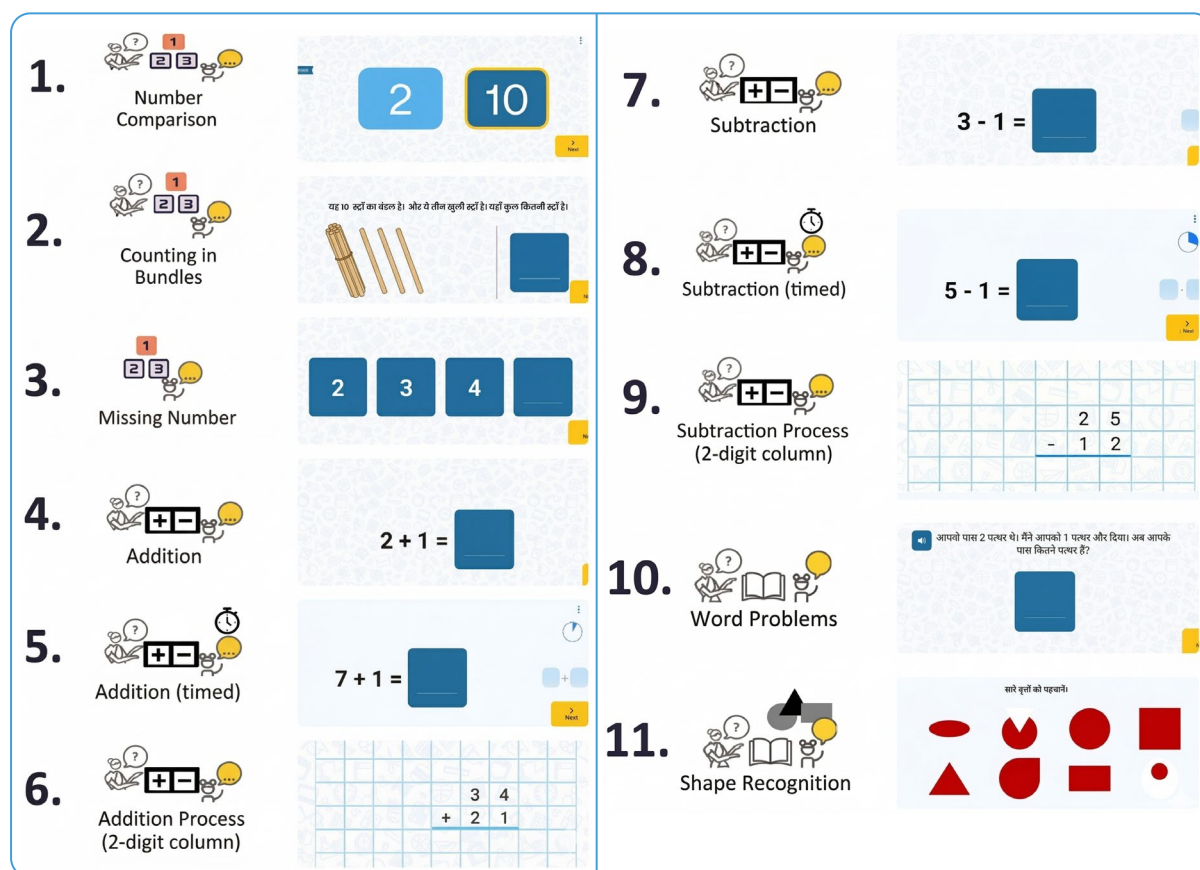 1.
?
1
2 3
Number
Comparison
2
10
Next
2.
?
1
2 3
Counting in
Bundles
यह 10 स्ट्रॉ का बंडल है। और ये तीन खुली स्ट्रॉ है। यहाँ कुल कितनी स्ट्रॉ है।
3.
1
2 3
Missing Number
2 3 4
4.
?
+ −
Addition
2 + 1 =
5.
?
+ −
Addition (timed)
7 + 1 =
+
Next
6.
?
+ −
Addition Process
(2-digit column)
3 4
+ 2 1
7.
?
+ −
Subtraction
3 - 1 =
8.
?
+ −
Subtraction (timed)
5 - 1 =
-
Next
9.
?
+ −
Subtraction Process
(2-digit column)
2 5
- 1 2
10.
?
Word Problems
आपवो पास 2 पत्थर थे। मैंने आपको 1 पत्थर और दिया। अब आपके
पास कितने पत्थर हैं?
11.
?
Shape Recognition
सारे वृत्तों को पहचानें।